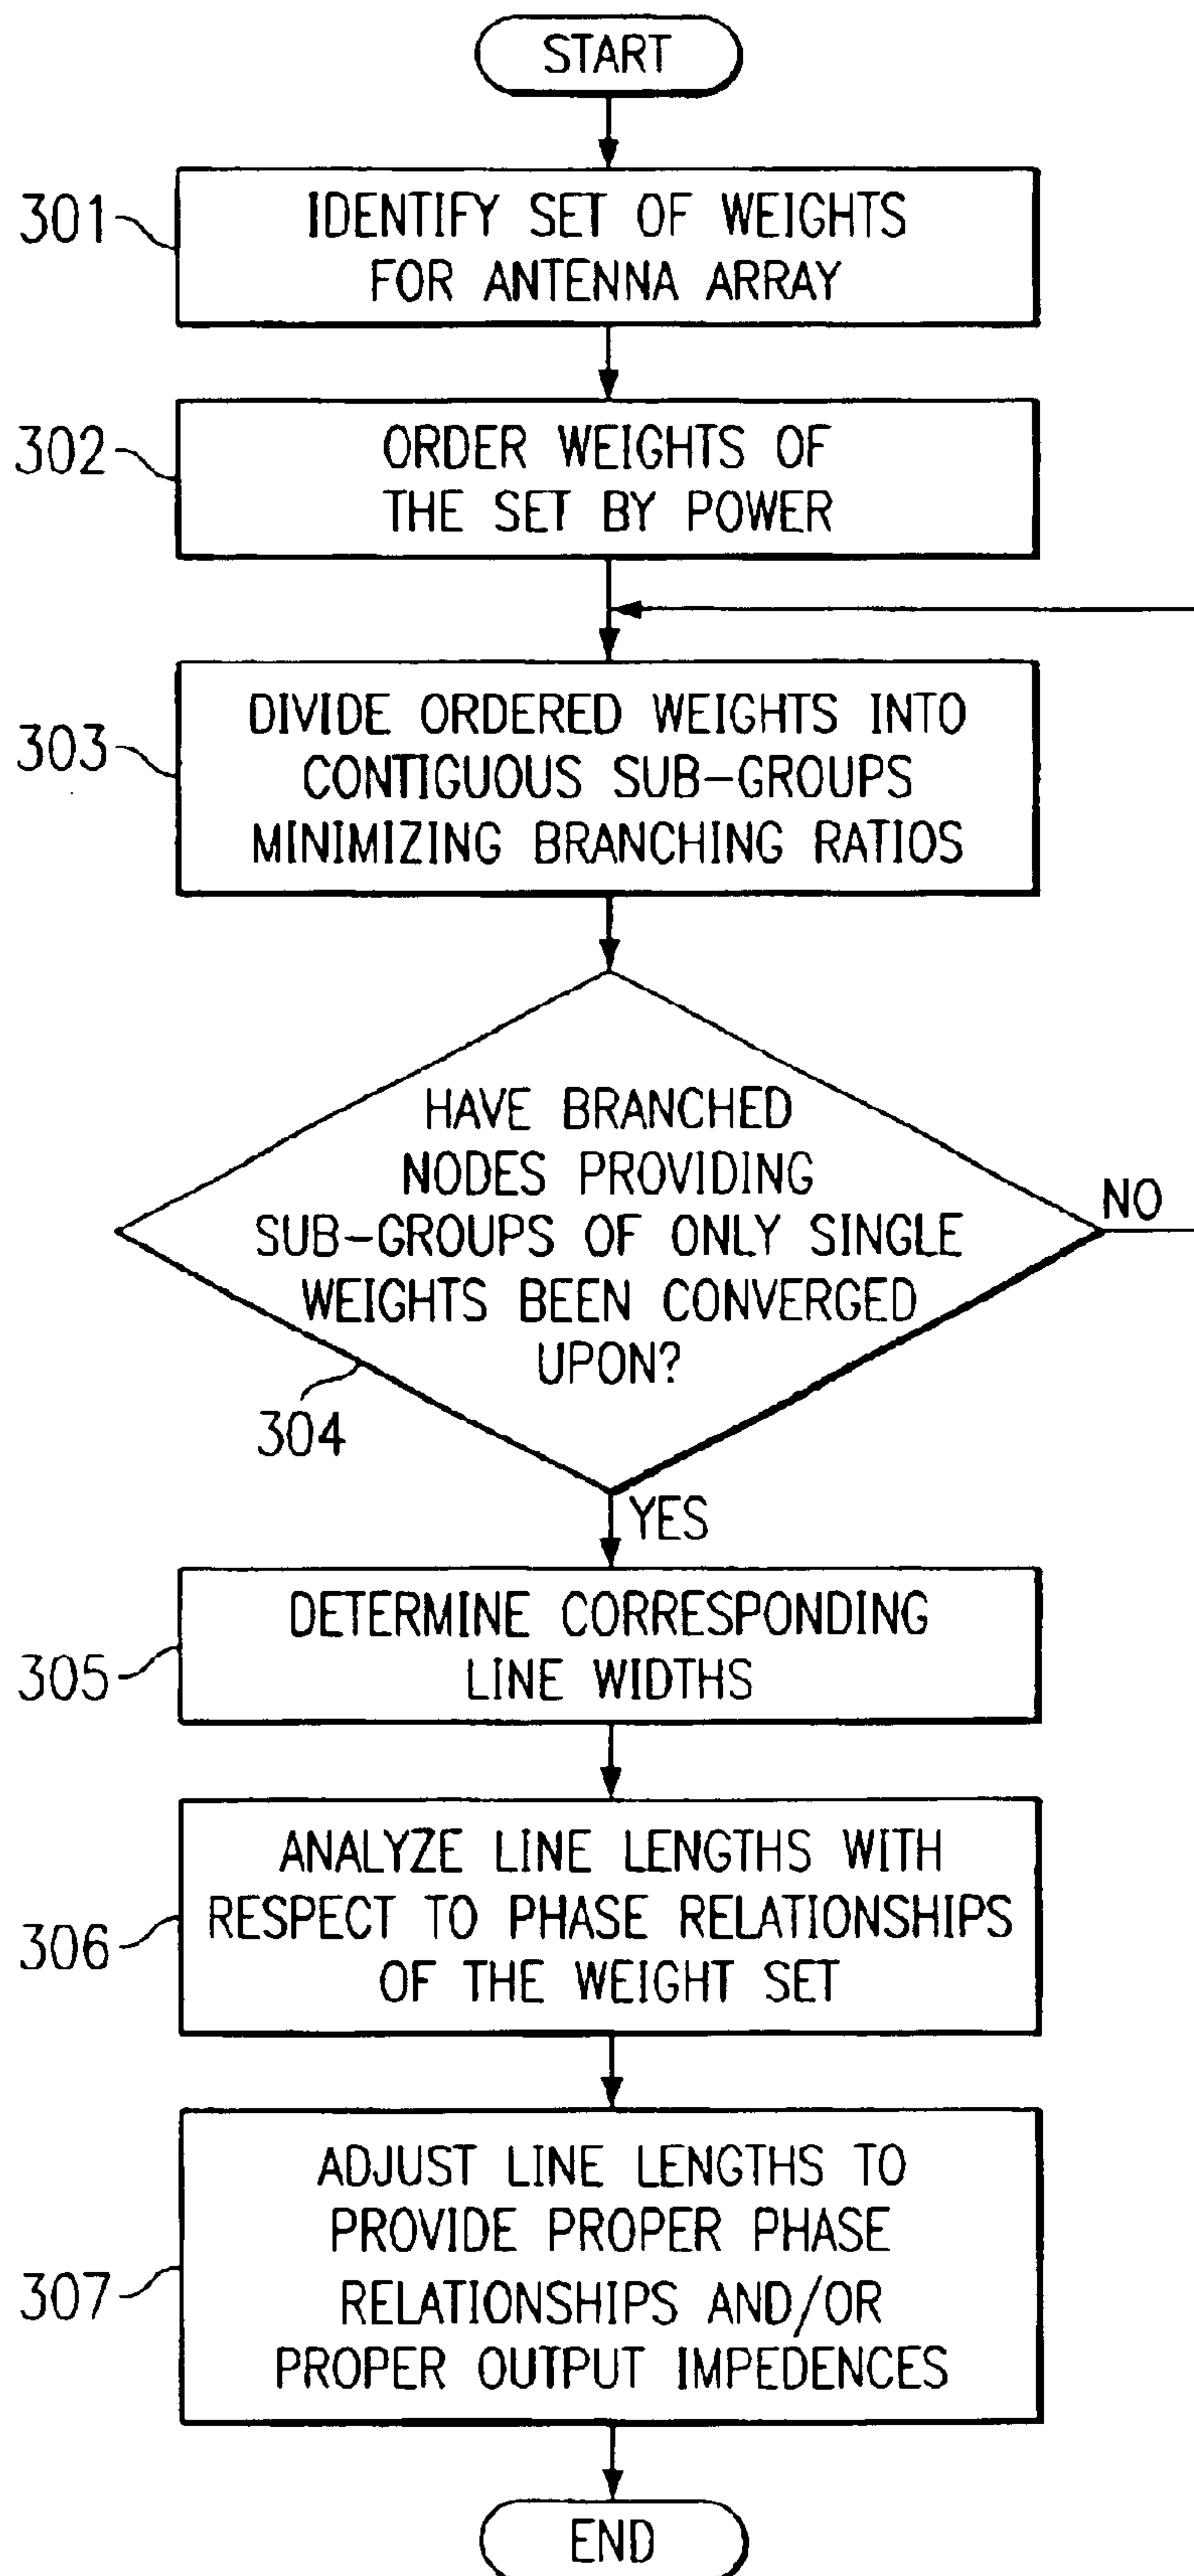 START
301
IDENTIFY SET OF WEIGHTS
FOR ANTENNA ARRAY
302
ORDER WEIGHTS OF
THE SET BY POWER
303
DIVIDE ORDERED WEIGHTS INTO
CONTIGUOUS SUB-GROUPS
MINIMIZING BRANCHING RATIOS
HAVE BRANCHED
NODES PROVIDING
SUB-GROUPS OF ONLY SINGLE
WEIGHTS BEEN CONVERGED
UPON?
NO
304
YES
305
DETERMINE CORRESPONDING
LINE WIDTHS
306
ANALYZE LINE LENGTHS WITH
RESPECT TO PHASE RELATIONSHIPS
OF THE WEIGHT SET
307
ADJUST LINE LENGTHS TO
PROVIDE PROPER PHASE
RELATIONSHIPS AND/OR
PROPER OUTPUT IMPEDENCES
END